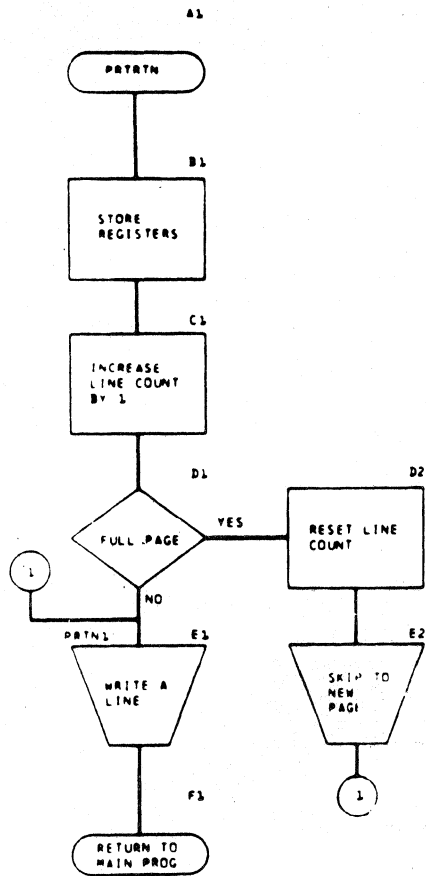 A1
PRTRTN
B1
STORE
REGISTERS
C1
INCREASE
LINE COUNT
BY 1
D1
FULL PAGE
YES
D2
RESET LINE
COUNT
1
NO
PRTN1
E1
WRITE A
LINE
E2
SKIP TO
NEW
PAGE
1
F1
RETURN TO
MAIN PROG